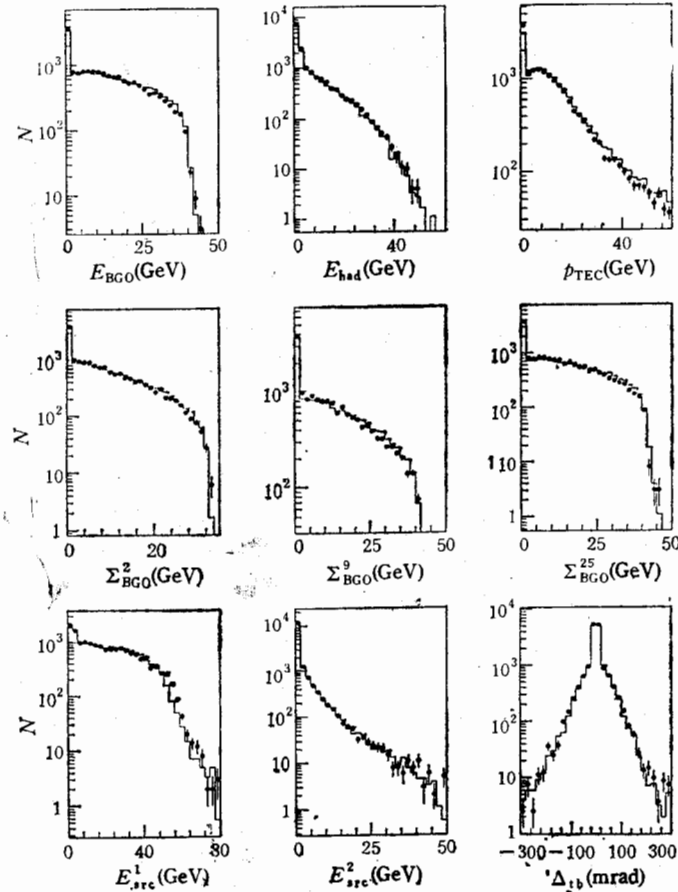 10³
10²
10
N
0 25 50
E_BGO(GeV)
10⁴
10³
10²
10
1
0 40
E_had(GeV)
10³
10²
0 40
p_TEC(GeV)
10³
10²
10
1
N
0 20
Σ²_BGO(GeV)
10³
10²
0 25 50
Σ⁹_BGO(GeV)
10³
10²
10
1
0 25 50
Σ²⁵_BGO(GeV)
10³
10²
10
1
N
0 40 80
E¹_src(GeV)
10⁴
10³
10²
10
1
0 25 50
E²_src(GeV)
10⁴
10³
10²
10
1
−300−100 100 300
Δ_tb(mrad)